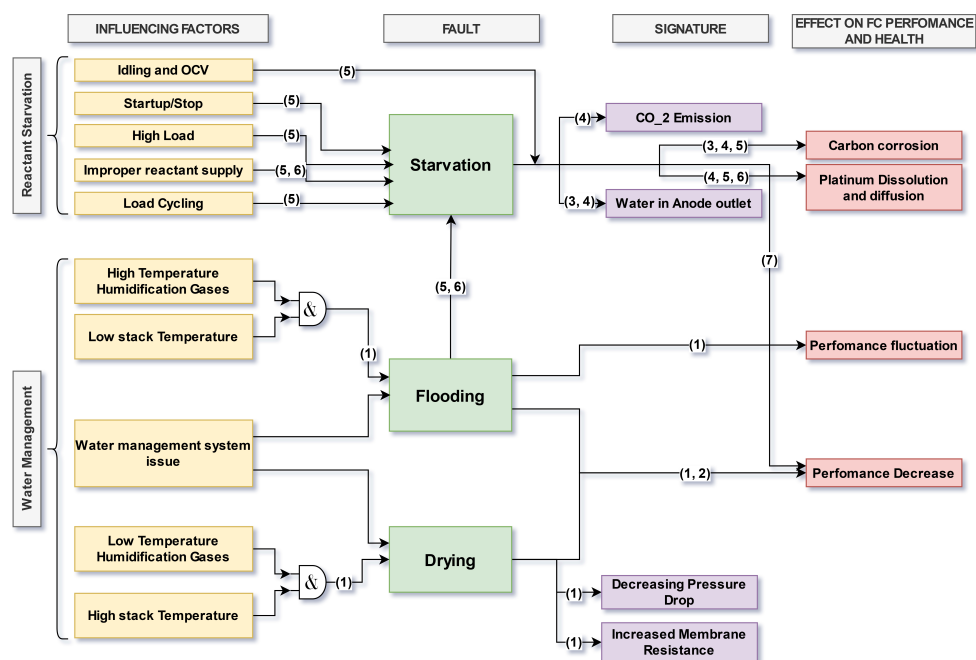 INFLUENCING FACTORS
FAULT
SIGNATURE
EFFECT ON FC PERFOMANCE
AND HEALTH
Reactant Starvation
Idling and OCV
(5)
Startup/Stop
(5)
High Load
(5)
Improper reactant supply
(5, 6)
Load Cycling
(5)
Starvation
(4)
CO_2 Emission
(3, 4)
Water in Anode outlet
(3, 4, 5)
Carbon corrosion
(4, 5, 6)
Platinum Dissolution
and diffusion
(7)
(5, 6)
Water Management
High Temperature
Humidification Gases
Low stack Temperature
&
(1)
Flooding
(1)
Perfomance fluctuation
Water management system
issue
(1, 2)
Perfomance Decrease
Low Temperature
Humidification Gases
High stack Temperature
&
(1)
Drying
(1)
Decreasing Pressure
Drop
(1)
Increased Membrane
Resistance